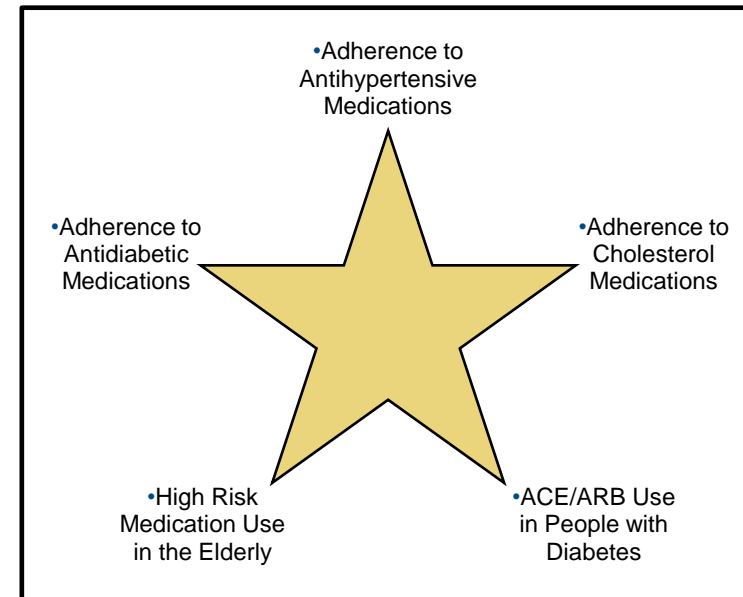 •Adherence to
Antihypertensive
Medications
•Adherence to
Antidiabetic
Medications
•Adherence to
Cholesterol
Medications
•High Risk
Medication Use
in the Elderly
•ACE/ARB Use
in People with
Diabetes